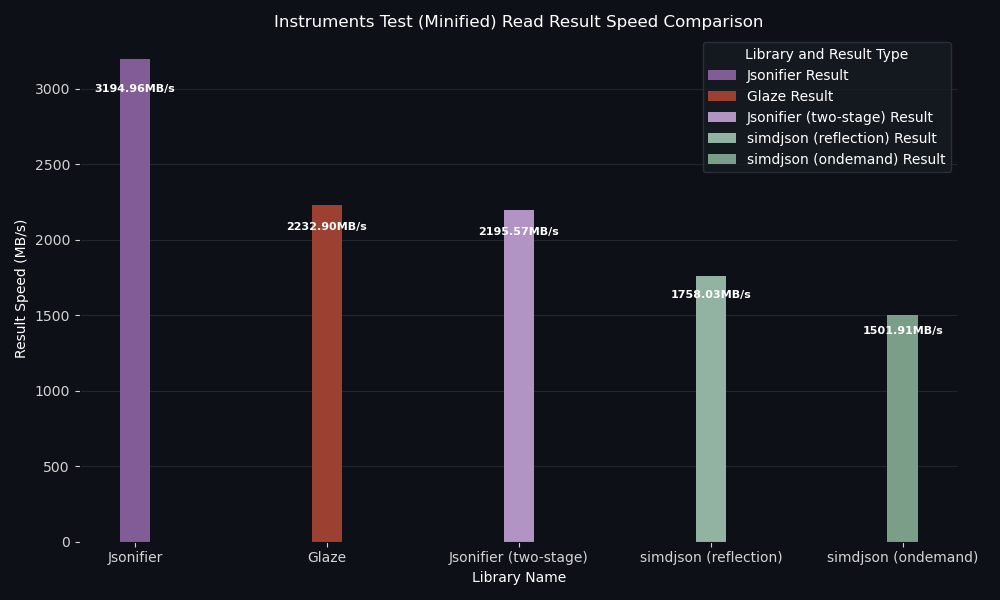 Instruments Test (Minified) Read Result Speed Comparison
Library and Result Type
Jsonifier Result
Glaze Result
Jsonifier (two-stage) Result
simdjson (reflection) Result
simdjson (ondemand) Result
Result Speed (MB/s)
3000
2500
2000
1500
1000
500
0
3194.96MB/s
2232.90MB/s
2195.57MB/s
1758.03MB/s
1501.91MB/s
Jsonifier
Glaze
Jsonifier (two-stage)
simdjson (reflection)
simdjson (ondemand)
Library Name